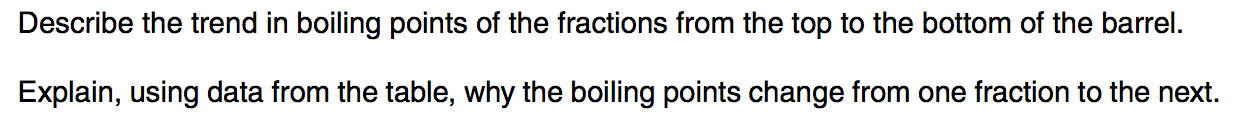 Describe the trend in boiling points of the fractions from the top to the bottom of the barrel.
Explain, using data from the table, why the boiling points change from one fraction to the next.